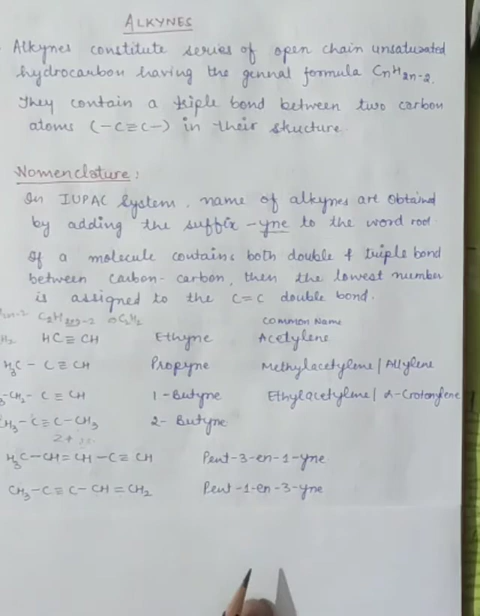 ALKYNES
Alkynes constitute series of open chain unsaturated
hydrocarbon having the general formula CnH2n-2.
They contain a triple bond between two carbon
atoms (-C≡C-) in their structure.
Nomenclature:
In IUPAC System, name of alkynes are obtained
by adding the suffix -yne to the word root.
If a molecule contains both double & triple bond
between carbon-carbon, then the lowest number
is assigned to the C=C double bond.
C2H2
Common Name
H2 HC≡CH Ethyne Acetylene
H3C-C≡CH Propyne Methylacetylene/Allylene
-CH2-C≡CH 1-Butyne Ethylacetylene/α-Crotonylene
CH3-C≡C-CH3 2-Butyne
H3C-CH=CH-C≡CH Pent-3-en-1-yne
CH3-C≡C-CH=CH2 Pent-1-en-3-yne